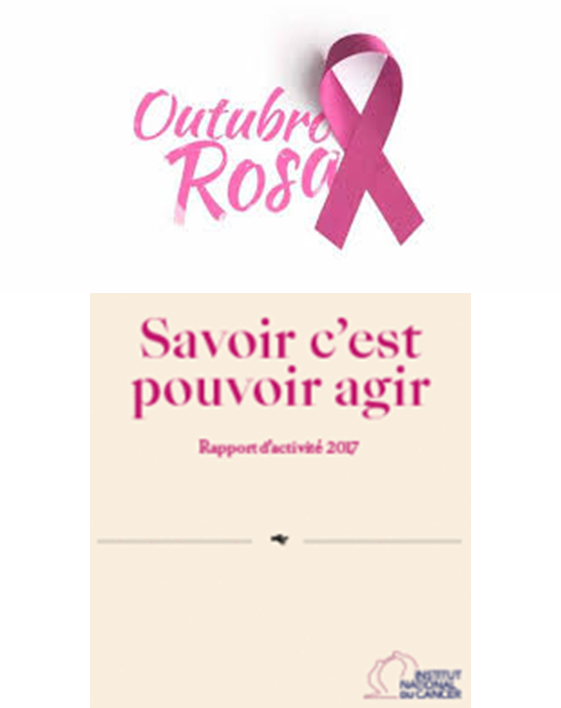 Outubro
Rosa
Savoir c'est
pouvoir agir
Rapport d'activité 2017
INSTITUT
NATIONAL
DU CANCER